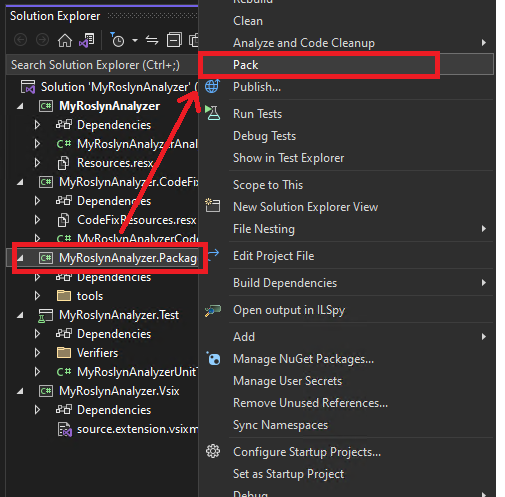 Solution Explorer
Search Solution Explorer (Ctrl+;)
Solution 'MyRoslynAnalyzer' (
C# MyRoslynAnalyzer
Dependencies
C# MyRoslynAnalyzerAnal
Resources.resx
C# MyRoslynAnalyzer.CodeFix
Dependencies
CodeFixResources.resx
C# MyRoslynAnalyzerCod
C# MyRoslynAnalyzer.Packag
Dependencies
tools
MyRoslynAnalyzer.Test
Dependencies
Verifiers
C# MyRoslynAnalyzerUnitT
C# MyRoslynAnalyzer.Vsix
Dependencies
source.extension.vsixm
Rebuild
Clean
Analyze and Code Cleanup
Pack
Publish...
Run Tests
Debug Tests
Show in Test Explorer
Scope to This
New Solution Explorer View
File Nesting
Edit Project File
Build Dependencies
Open output in ILSpy
Add
Manage NuGet Packages...
Manage User Secrets
Remove Unused References...
Sync Namespaces
Configure Startup Projects...
Set as Startup Project
Debug